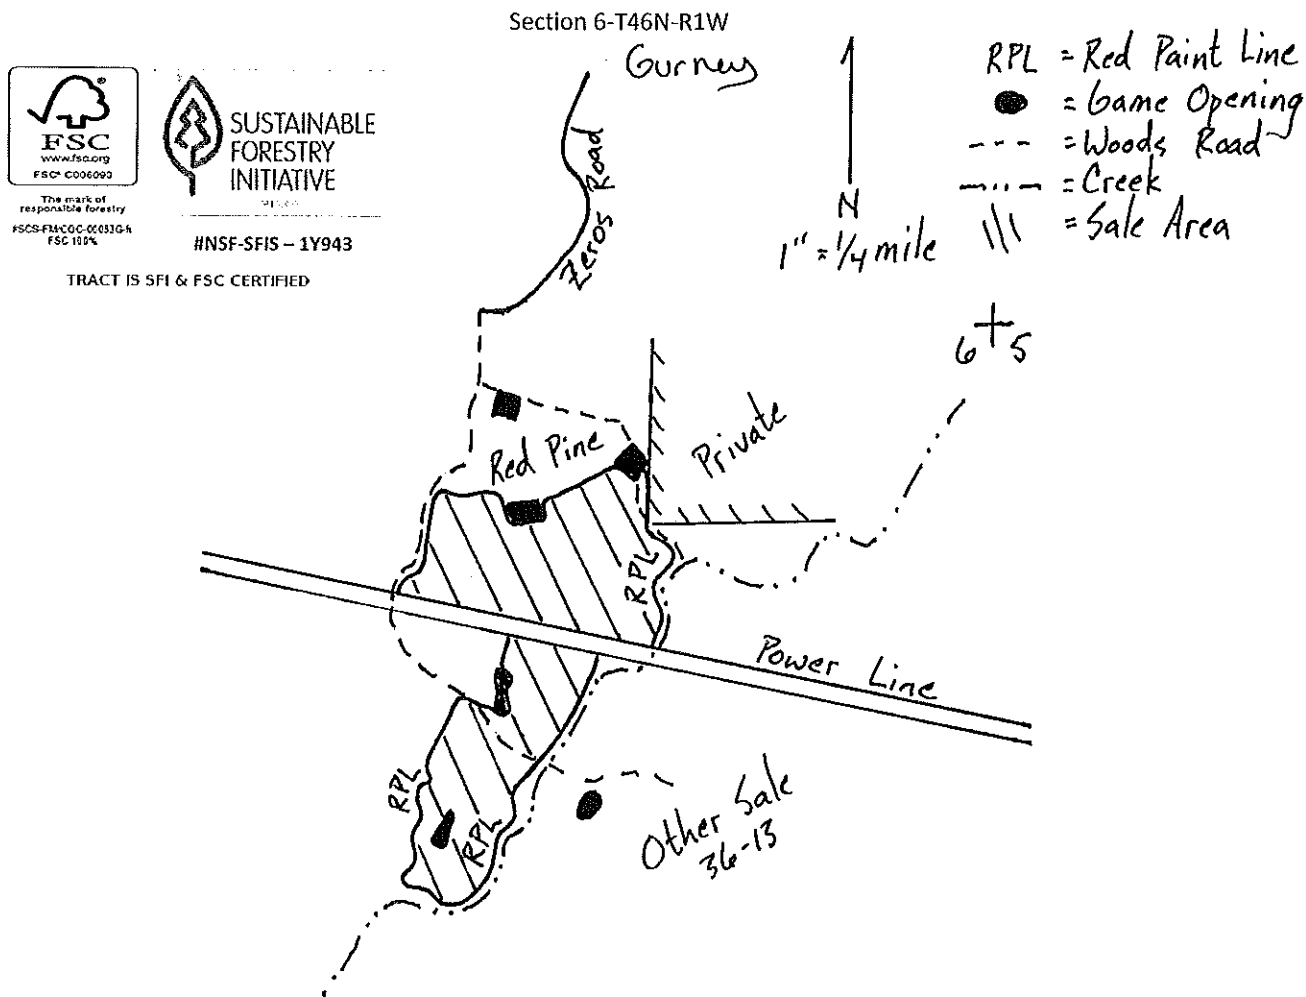 Section 6-T46N-R1W
Gurney
FSC
www.fsc.org
FSC® C006093
The mark of
responsible forestry
FSC 100%
SUSTAINABLE
FORESTRY
INITIATIVE
#NSF-SFIS – 1Y943
TRACT IS SFI & FSC CERTIFIED
RPL = Red Paint Line
= Game Opening
= Woods Road
= Creek
= Sale Area
N
1" = 1/4 mile
Zeros Road
6 5
Private
Red Pine
RPL
Power Line
RPL
RPL
Other Sale
36-13